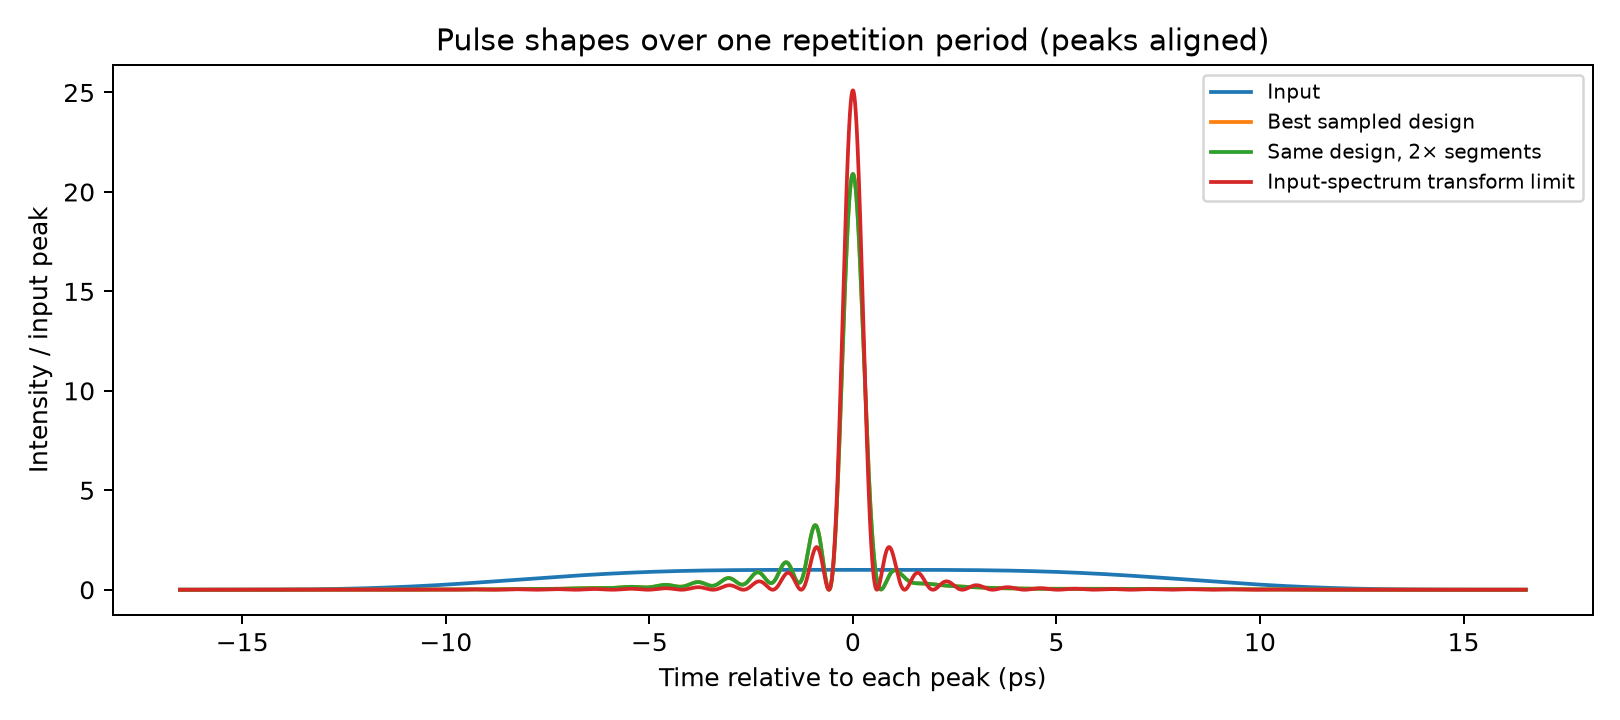 Pulse shapes over one repetition period (peaks aligned)
Input
Best sampled design
Same design, 2× segments
Input-spectrum transform limit
Intensity / input peak
25
20
15
10
5
0
−15
−10
−5
0
5
10
15
Time relative to each peak (ps)